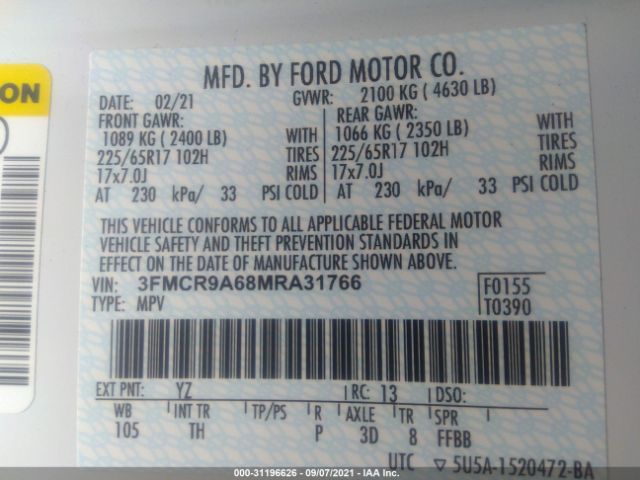 ON
MFD. BY FORD MOTOR CO.
DATE: 02/21 GVWR: 2100 KG ( 4630 LB)
FRONT GAWR: REAR GAWR:
1089 KG ( 2400 LB) WITH 1066 KG ( 2350 LB) WITH
225/65R17 102H TIRES 225/65R17 102H TIRES
17x7.0J RIMS 17x7.0J RIMS
AT 230 kPa/ 33 PSI COLD AT 230 kPa/ 33 PSI COLD
THIS VEHICLE CONFORMS TO ALL APPLICABLE FEDERAL MOTOR
VEHICLE SAFETY AND THEFT PREVENTION STANDARDS IN
EFFECT ON THE DATE OF MANUFACTURE SHOWN ABOVE.
VIN: 3FMCR9A68MRA31766 F0155
TYPE: MPV T0390
EXT PNT: YZ RC: 13 DSO:
WB INT TR TP/PS R AXLE TR SPR
105 TH P 3D 8 FFBB
UTC ▽ 5U5A-1520472-BA
000-31196626 - 09/07/2021 - IAA Inc.